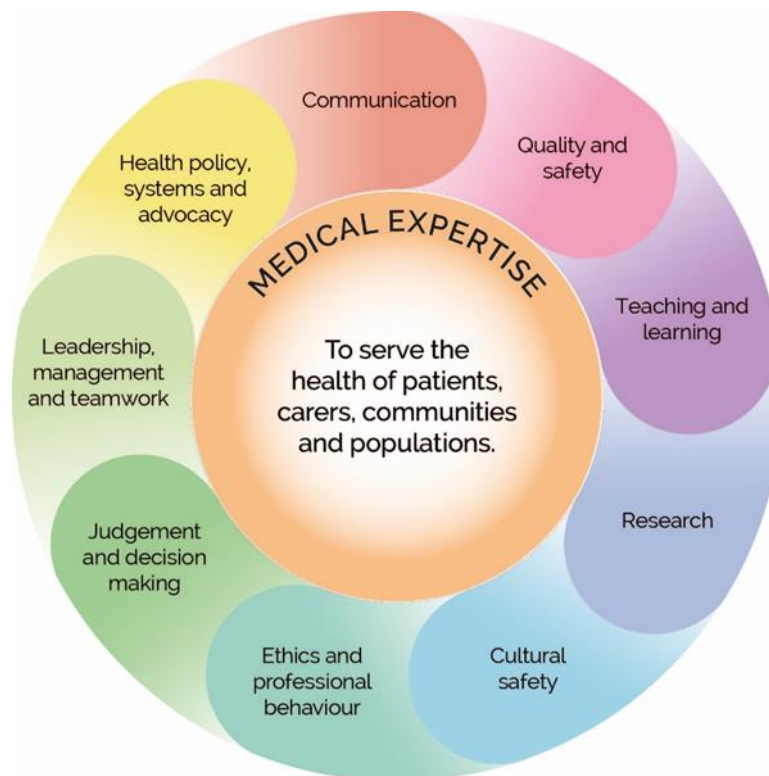 Communication
Quality and
safety
Teaching and
learning
Research
Cultural
safety
Ethics and
professional
behaviour
Judgement
and decision
making
Leadership,
management
and teamwork
Health policy,
systems and
advocacy
MEDICAL EXPERTISE
To serve the
health of patients,
carers, communities
and populations.